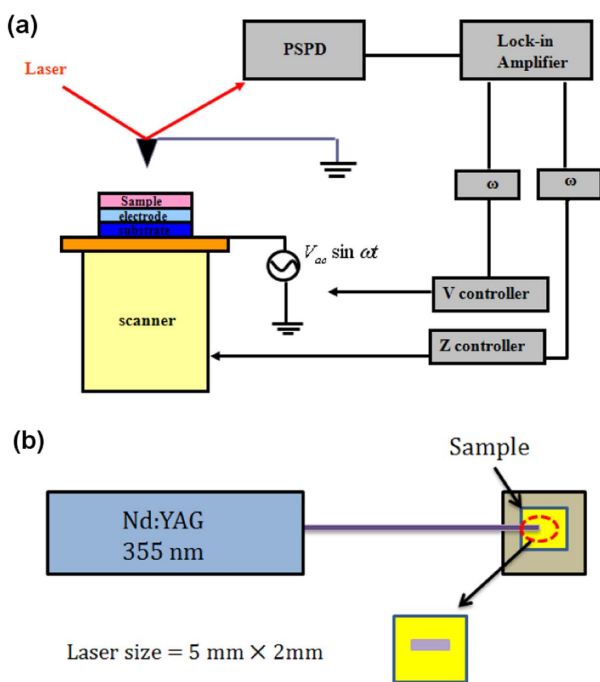 (a)
PSPD
Lock-in
Amplifier
Laser
ω
ω
Sample
electrode
substrate
V_ac sin ωt
V controller
scanner
Z controller
(b)
Sample
Nd:YAG
355 nm
Laser size = 5 mm × 2mm